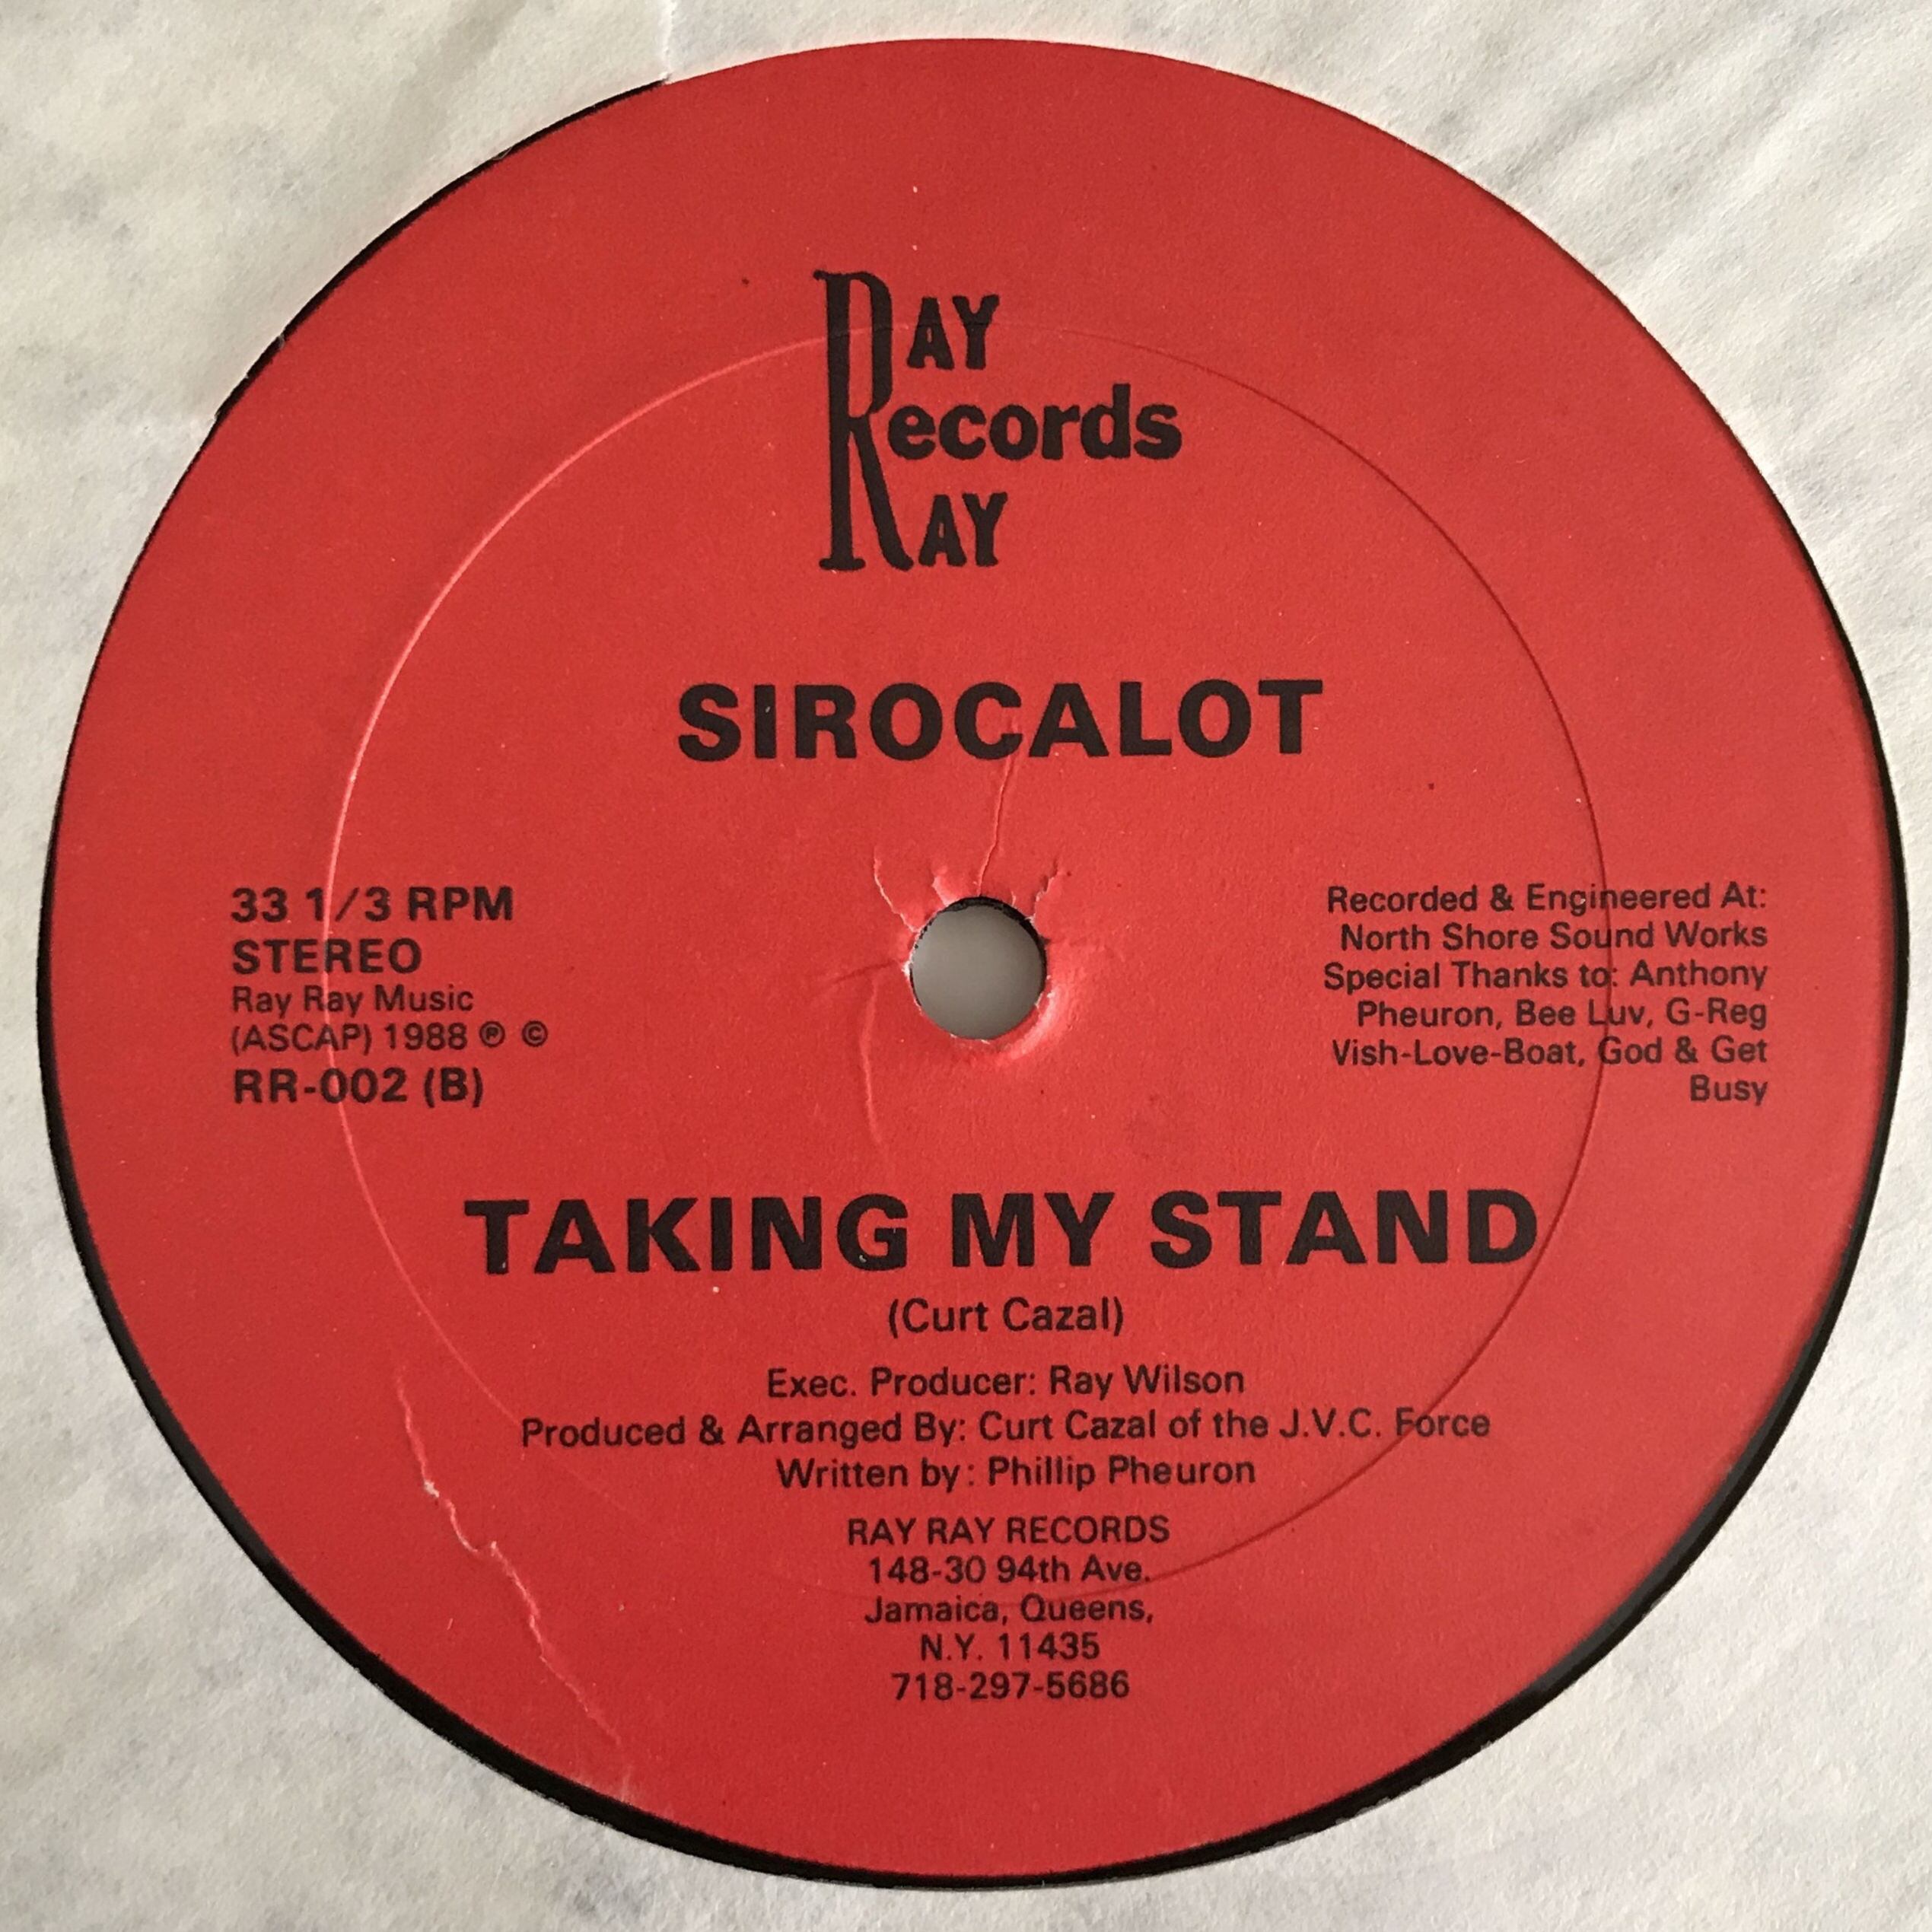 RAY
Records
RAY
SIROCALOT
33 1/3 RPM
STEREO
Ray Ray Music
(ASCAP) 1988 ℗ ©
RR-002 (B)
Recorded & Engineered At:
North Shore Sound Works
Special Thanks to: Anthony
Pheuron, Bee Luv, G-Reg
Vish-Love-Boat, God & Get
Busy
TAKING MY STAND
(Curt Cazal)
Exec. Producer: Ray Wilson
Produced & Arranged By: Curt Cazal of the J.V.C. Force
Written by: Phillip Pheuron
RAY RAY RECORDS
148-30 94th Ave.
Jamaica, Queens,
N.Y. 11435
718-297-5686